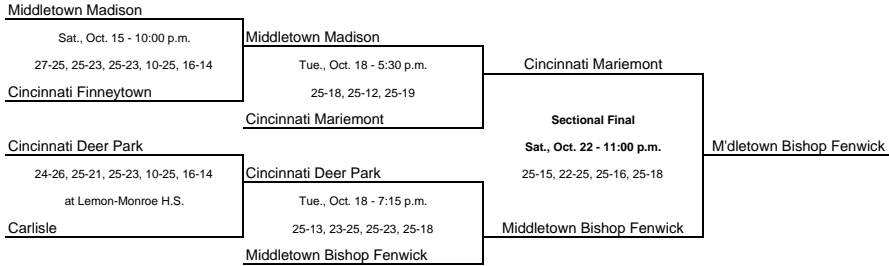 Middletown Madison
Sat., Oct. 15 - 10:00 p.m.
27-25, 25-23, 25-23, 10-25, 16-14
Cincinnati Finneytown
Middletown Madison
Tue., Oct. 18 - 5:30 p.m.
25-18, 25-12, 25-19
Cincinnati Mariemont
Cincinnati Mariemont
Sectional Final
Sat., Oct. 22 - 11:00 p.m.
25-15, 22-25, 25-16, 25-18
M'dletown Bishop Fenwick
Cincinnati Deer Park
24-26, 25-21, 25-23, 10-25, 16-14
at Lemon-Monroe H.S.
Carlisle
Cincinnati Deer Park
Tue., Oct. 18 - 7:15 p.m.
25-13, 23-25, 25-23, 25-18
Middletown Bishop Fenwick
Middletown Bishop Fenwick